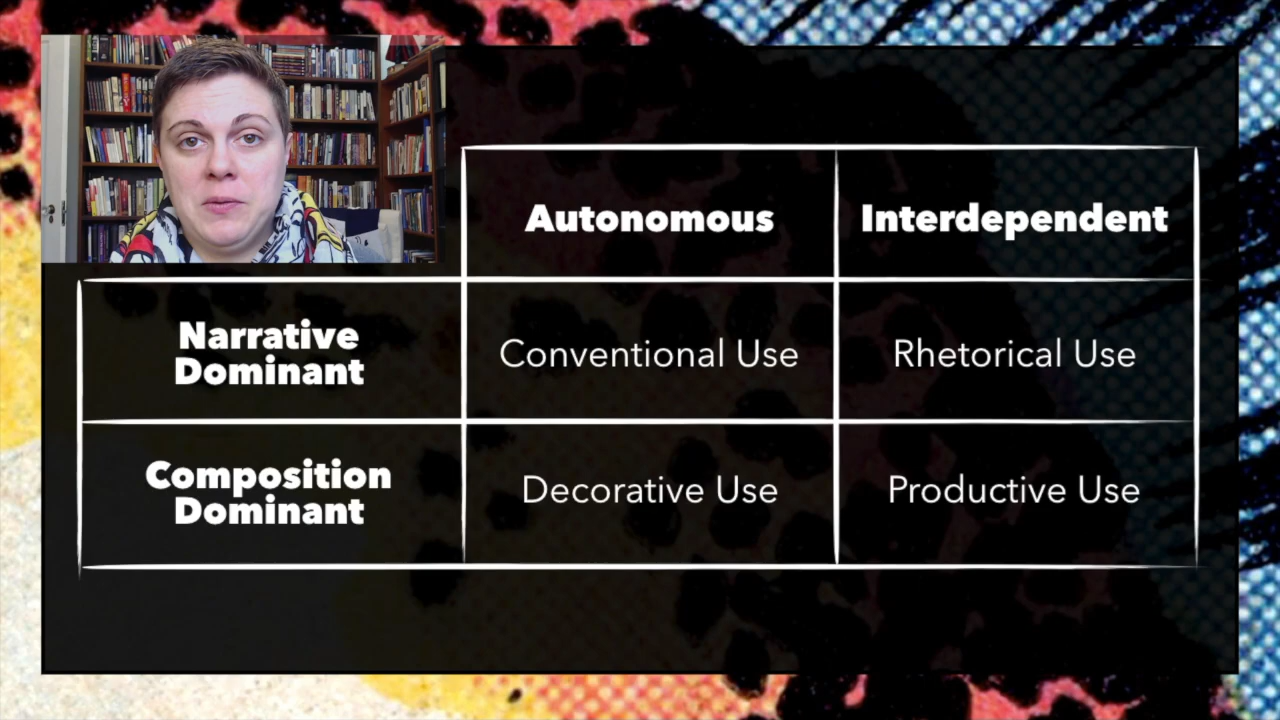 Autonomous
Interdependent
Narrative
Dominant
Conventional Use
Rhetorical Use
Composition
Dominant
Decorative Use
Productive Use